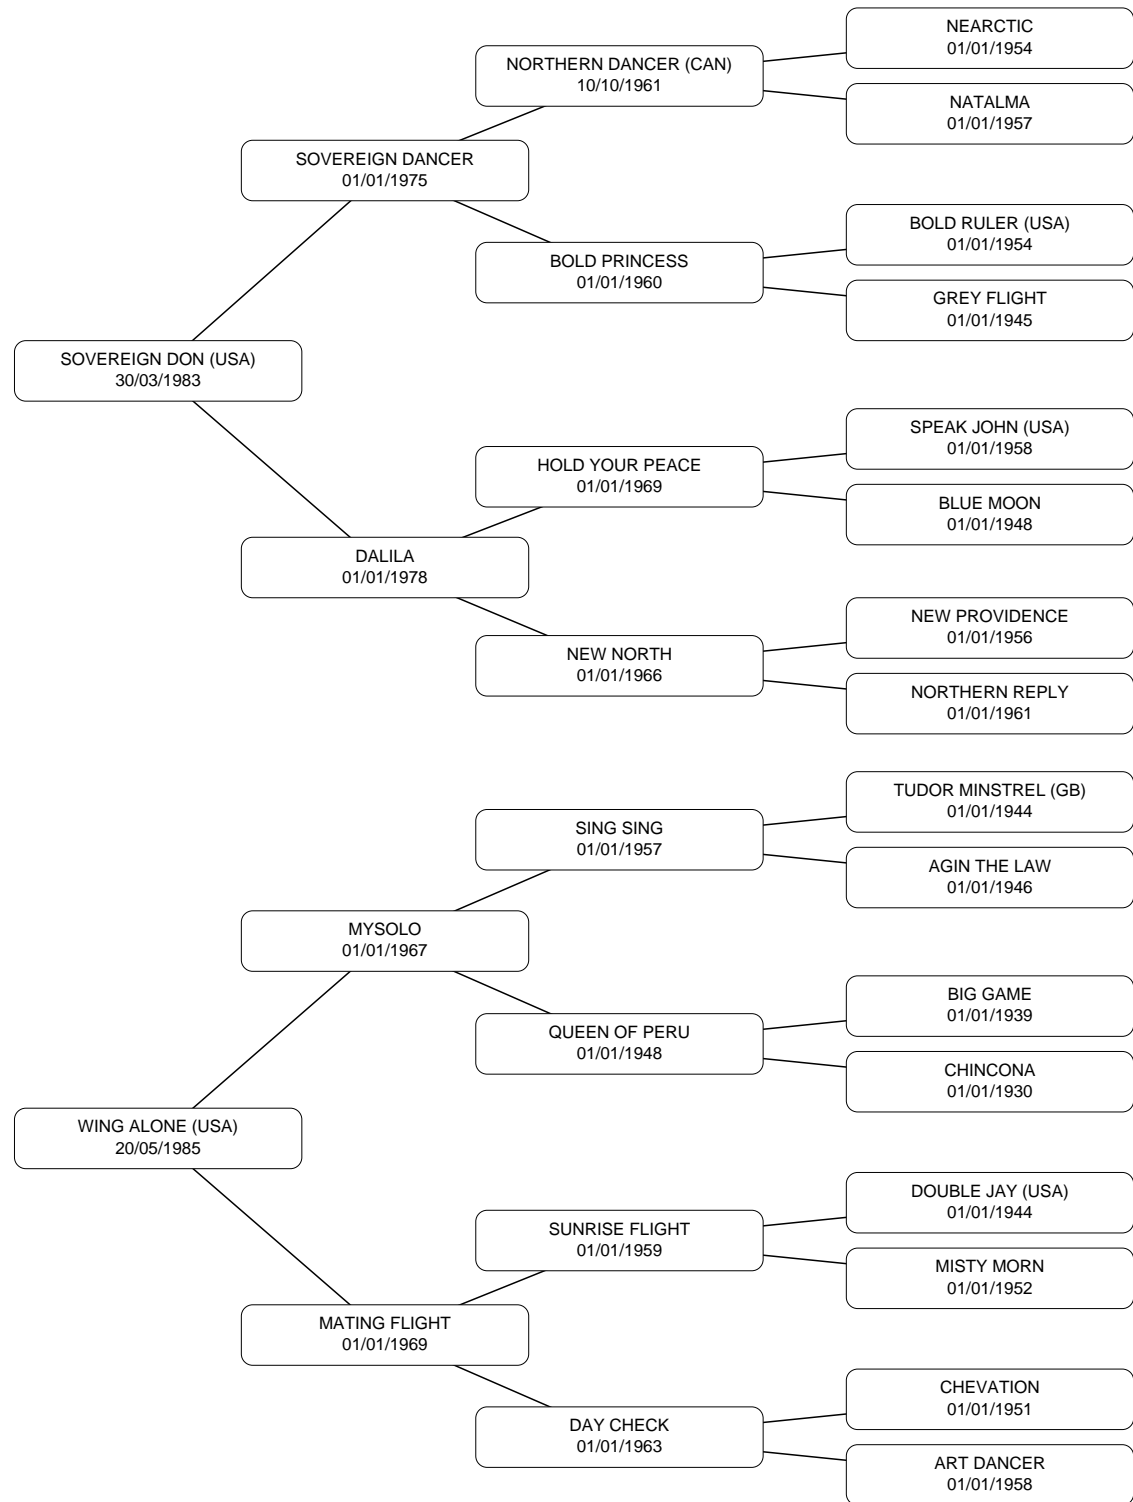 NEARCTIC
01/01/1954
NORTHERN DANCER (CAN)
10/10/1961
NATALMA
01/01/1957
SOVEREIGN DANCER
01/01/1975
BOLD RULER (USA)
01/01/1954
BOLD PRINCESS
01/01/1960
GREY FLIGHT
01/01/1945
SOVEREIGN DON (USA)
30/03/1983
SPEAK JOHN (USA)
01/01/1958
HOLD YOUR PEACE
01/01/1969
BLUE MOON
01/01/1948
DALILA
01/01/1978
NEW PROVIDENCE
01/01/1956
NEW NORTH
01/01/1966
NORTHERN REPLY
01/01/1961
TUDOR MINSTREL (GB)
01/01/1944
SING SING
01/01/1957
AGIN THE LAW
01/01/1946
MYSOLO
01/01/1967
BIG GAME
01/01/1939
QUEEN OF PERU
01/01/1948
CHINCONA
01/01/1930
WING ALONE (USA)
20/05/1985
DOUBLE JAY (USA)
01/01/1944
SUNRISE FLIGHT
01/01/1959
MISTY MORN
01/01/1952
MATING FLIGHT
01/01/1969
CHEVATION
01/01/1951
DAY CHECK
01/01/1963
ART DANCER
01/01/1958